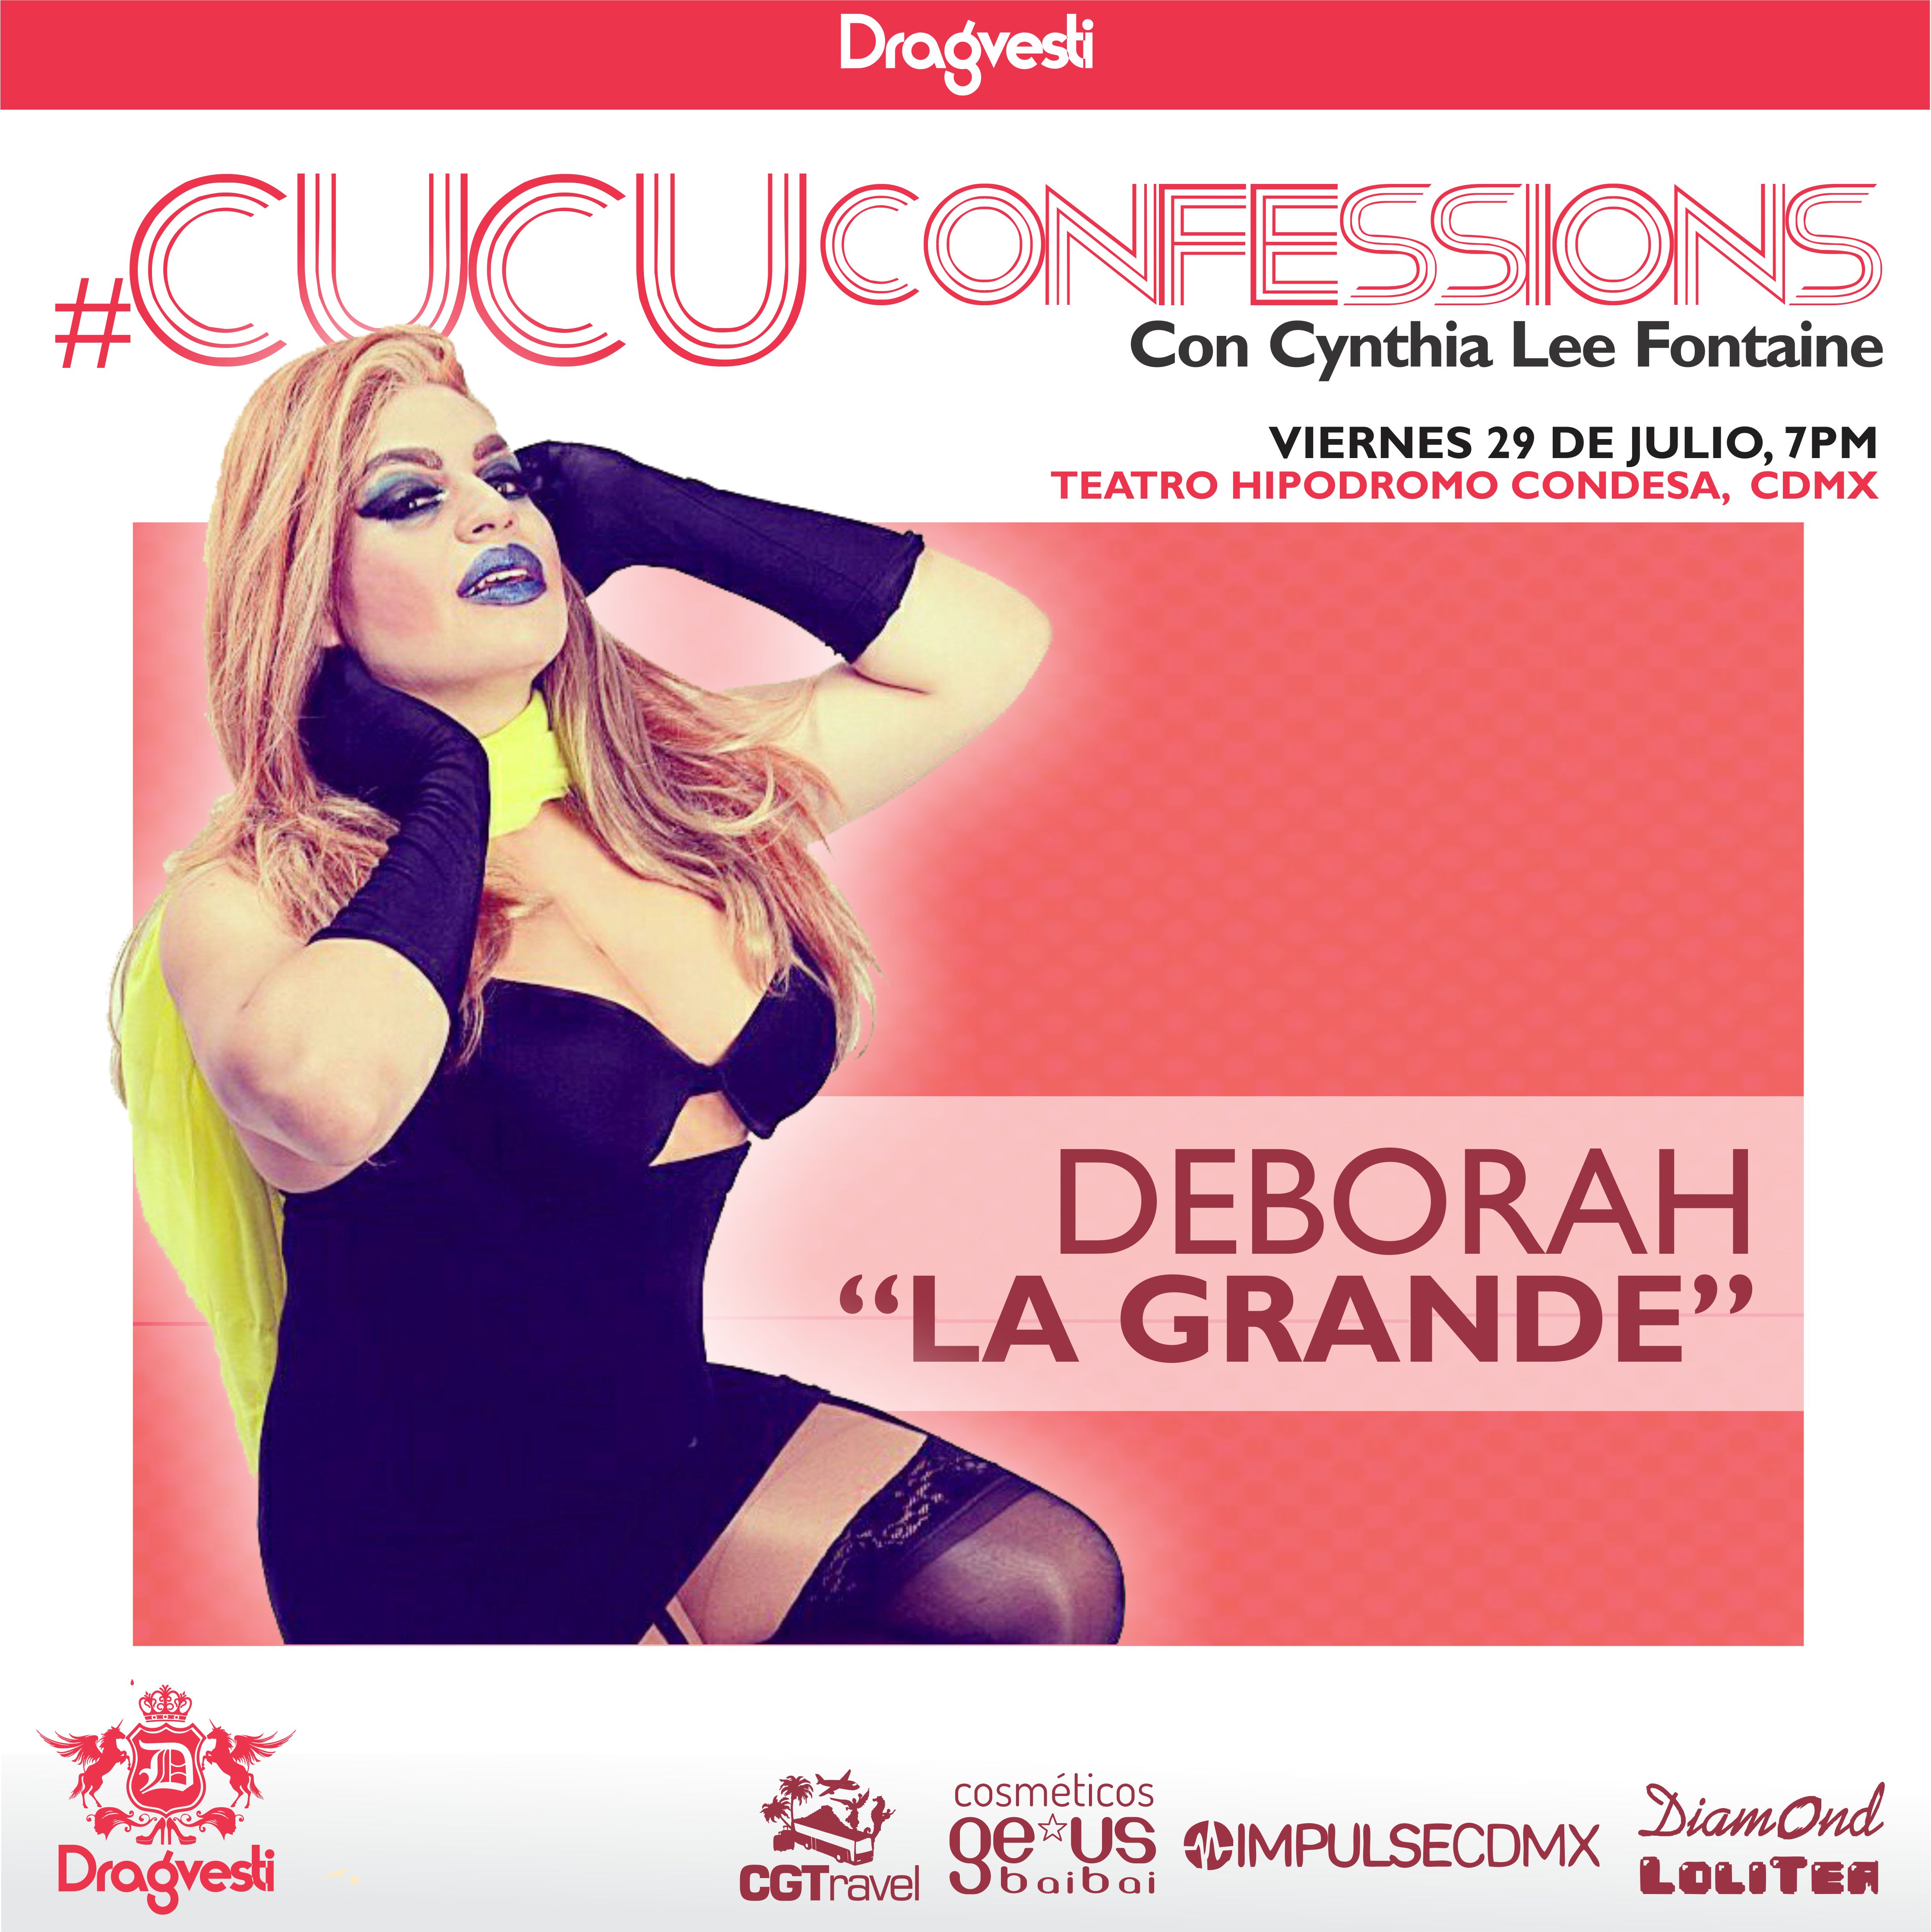 Dragvesti
#CUCU CONFESSIONS
Con Cynthia Lee Fontaine
VIERNES 29 DE JULIO, 7PM
TEATRO HIPODROMO CONDESA, CDMX
DEBORAH
“LA GRANDE”
D
Dragvesti
CGTravel
cosméticos
ge☆us
baibai
IMPULSECDMX
DiamOnd
LOLITEA